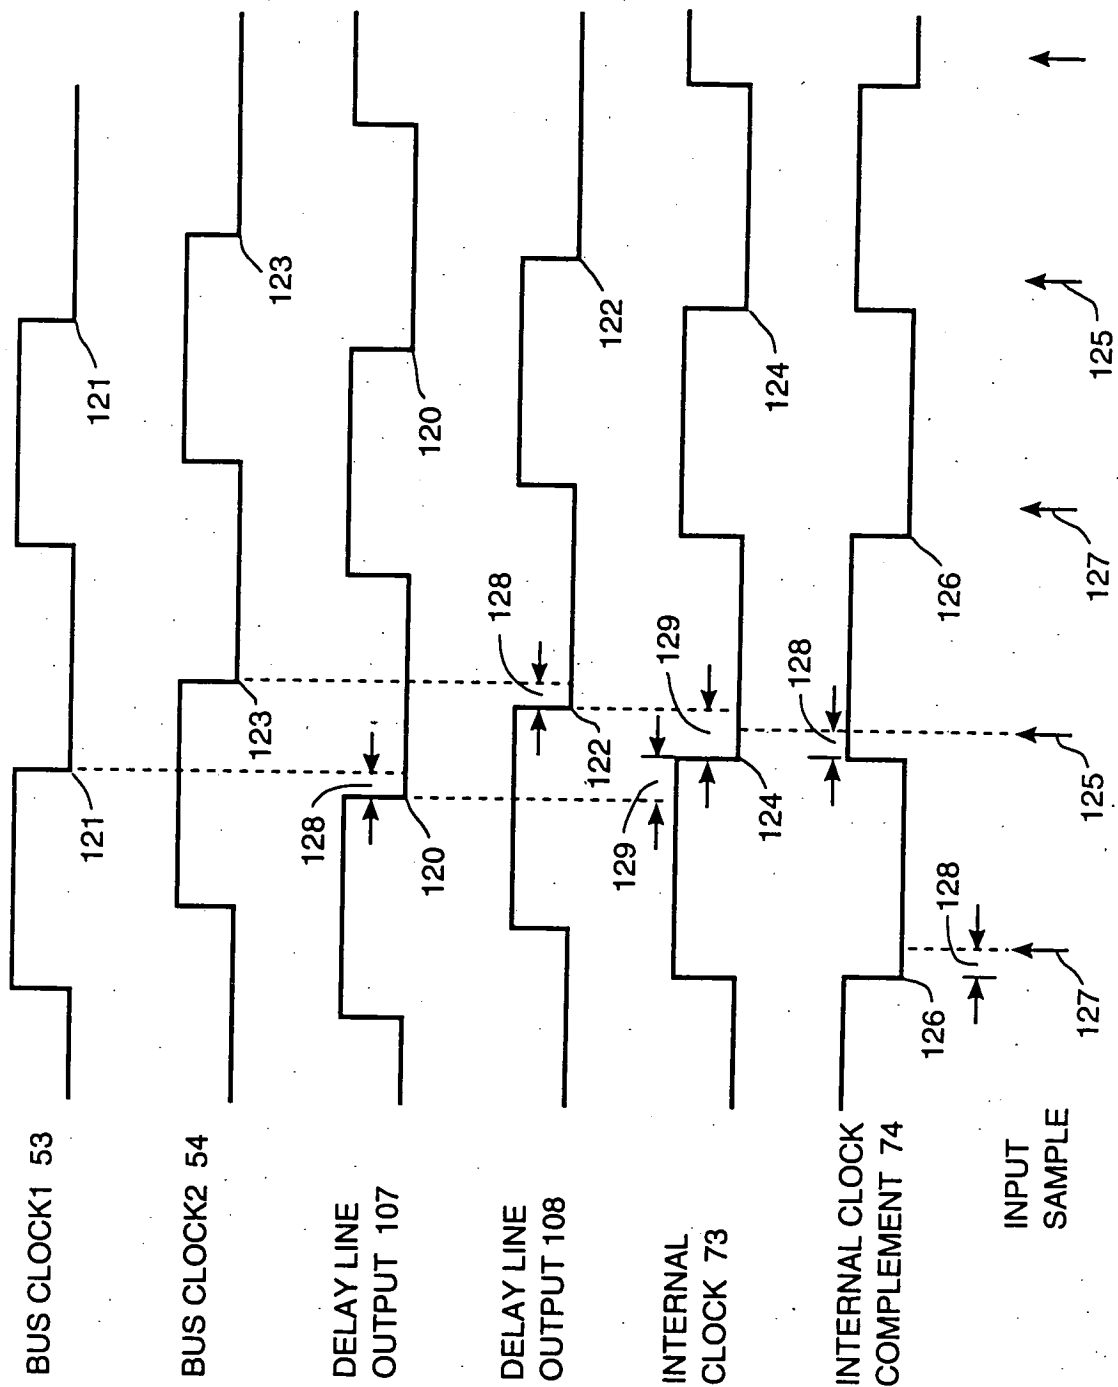 BUS CLOCK1 53
121
121
BUS CLOCK2 54
123
123
DELAY LINE
OUTPUT 107
128
120
120
DELAY LINE
OUTPUT 108
128
122
122
INTERNAL
CLOCK 73
129
129
124
124
INTERNAL CLOCK
COMPLEMENT 74
128
126
126
INPUT
SAMPLE
128
127
125
127
125